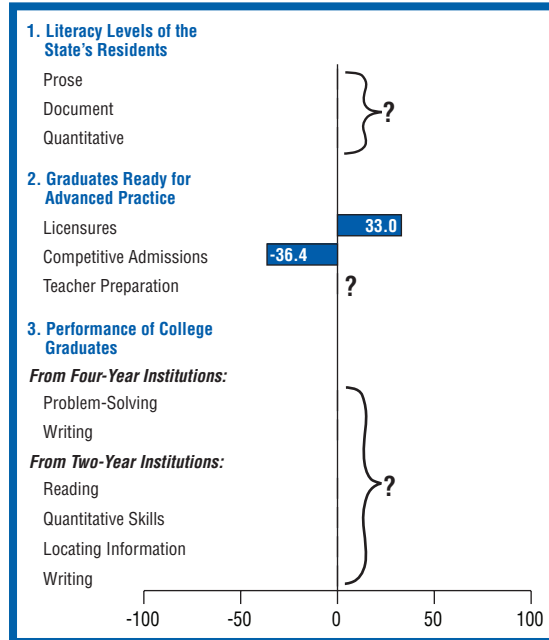 1. Literacy Levels of the
State's Residents
Prose
Document
Quantitative
?
2. Graduates Ready for
Advanced Practice
Licensures
33.0
Competitive Admissions
-36.4
Teacher Preparation
?
3. Performance of College
Graduates
From Four-Year Institutions:
Problem-Solving
Writing
From Two-Year Institutions:
?
Reading
Quantitative Skills
Locating Information
Writing
-100 -50 0 50 100